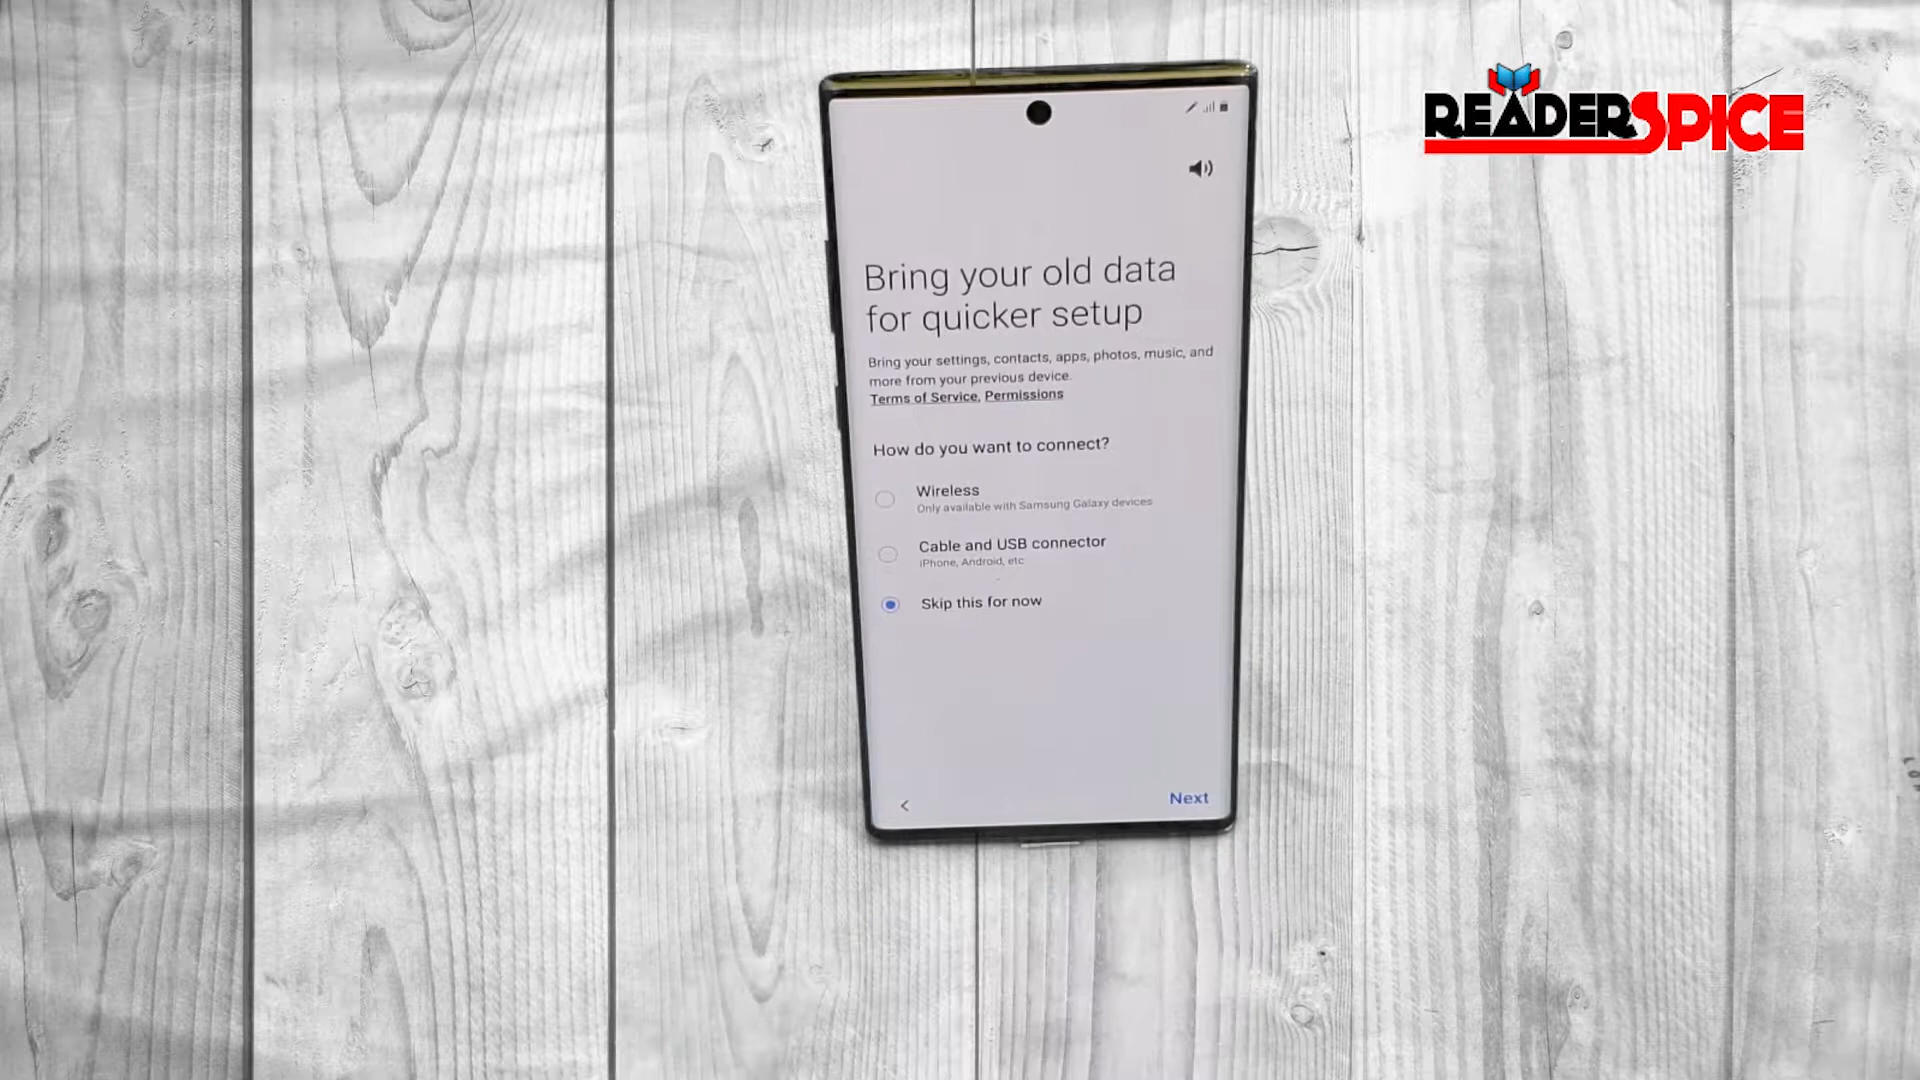 READERSPICE
Bring your old data
for quicker setup
Bring your settings, contacts, apps, photos, music, and
more from your previous device.
Terms of Service, Permissions
How do you want to connect?
Wireless
Only available with Samsung Galaxy devices
Cable and USB connector
iPhone, Android, etc
Skip this for now
< Next